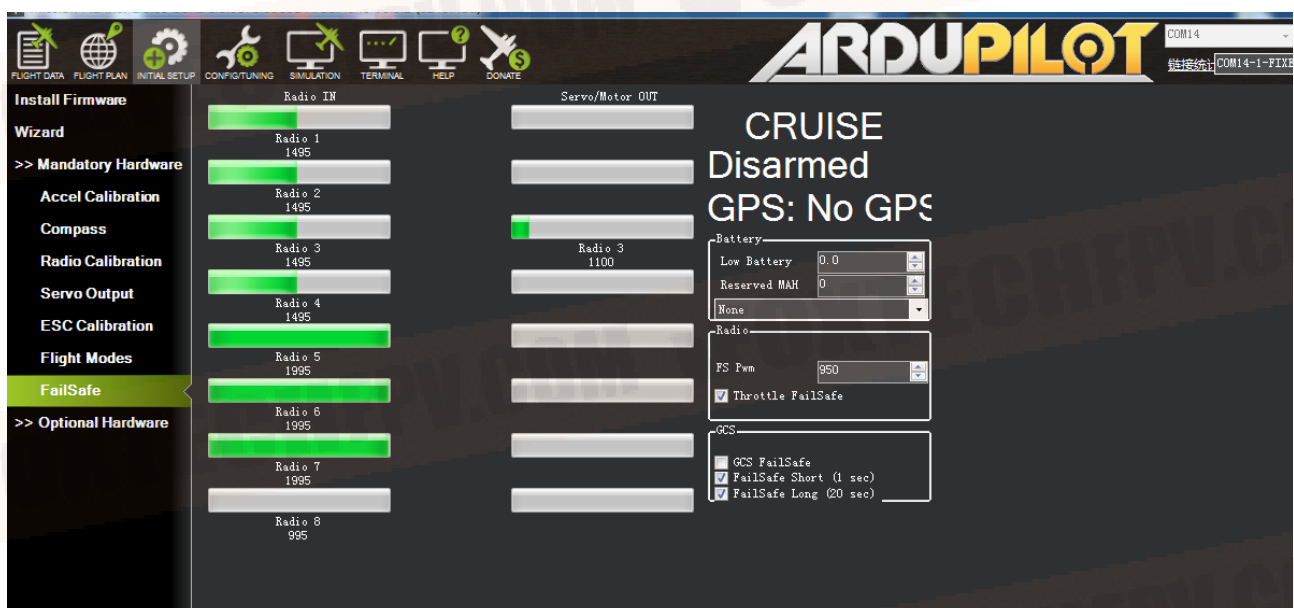 FLIGHT DATA FLIGHT PLAN INITIAL SETUP CONFIG/TUNING SIMULATION TERMINAL HELP DONATE
ARDUPILOT
COM14
链接统计 COM14-1-FIXE
Install Firmware
Wizard
>> Mandatory Hardware
Accel Calibration
Compass
Radio Calibration
Servo Output
ESC Calibration
Flight Modes
FailSafe
>> Optional Hardware
Radio IN
Radio 1
1495
Radio 2
1495
Radio 3
1495
Radio 4
1495
Radio 5
1995
Radio 6
1995
Radio 7
1995
Radio 8
995
Servo/Motor OUT
Radio 3
1100
CRUISE
Disarmed
GPS: No GPS
Battery
Low Battery 0.0
Reserved MAH 0
None
Radio
FS Pwm 950
Throttle FailSafe
GCS
GCS FailSafe
FailSafe Short (1 sec)
FailSafe Long (20 sec)